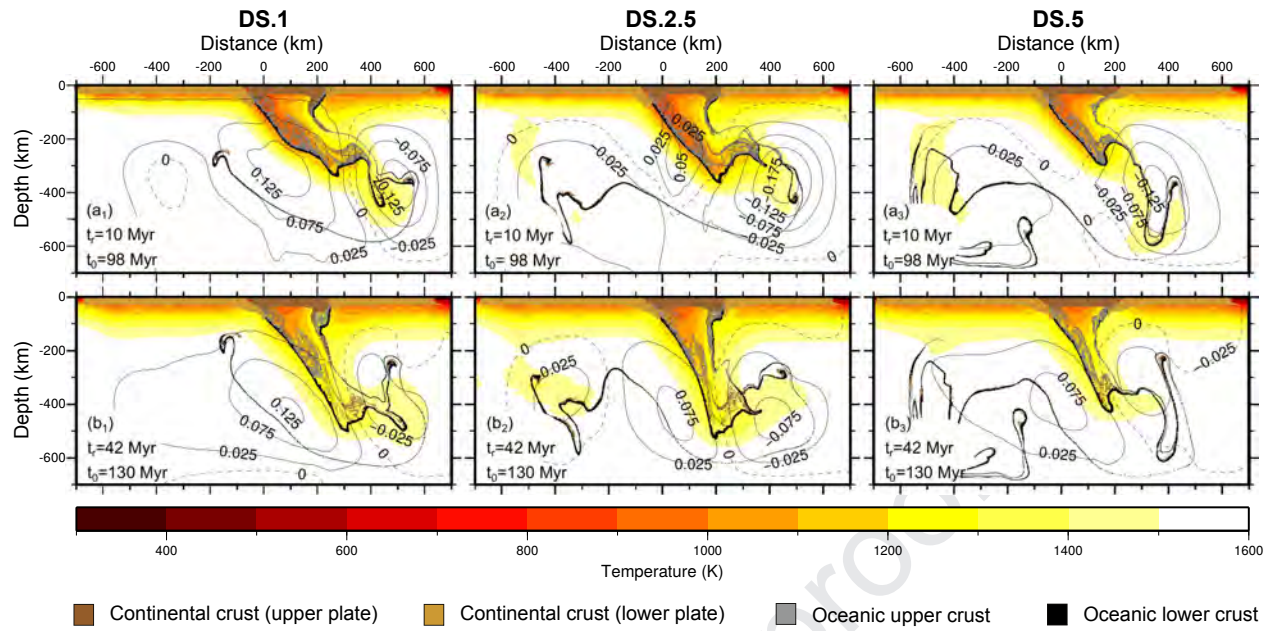 DS.1 DS.2.5 DS.5
Distance (km) Distance (km) Distance (km)
-600 -400 -200 0 200 400 600 -600 -400 -200 0 200 400 600 -600 -400 -200 0 200 400 600
Depth (km)
0
-200
-400
-600
0
0.125
0.075
0.025
−0.075
0.125
0
−0.025
(a1)
tr=10 Myr
t0=98 Myr
0
−0.025
0.025
0.025
0.05
0.175
−0.125
−0.075
−0.025
0
(a2)
tr=10 Myr
t0= 98 Myr
−0.025
0
0
−0.125
−0.075
−0.025
(a3)
tr=10 Myr
t0=98 Myr
Depth (km)
0
-200
-400
-600
0.125
0.075
0.025
−0.025
0
0
(b1)
tr=42 Myr
t0=130 Myr
0
0.025
0.075
0
−0.075
0.025
−0.025
(b2)
tr=42 Myr
t0=130 Myr
0
−0.025
0.075
0.025
0
(b3)
tr=42 Myr
t0=130 Myr
400 600 800 1000 1200 1400 1600
Temperature (K)
Continental crust (upper plate) Continental crust (lower plate) Oceanic upper crust Oceanic lower crust